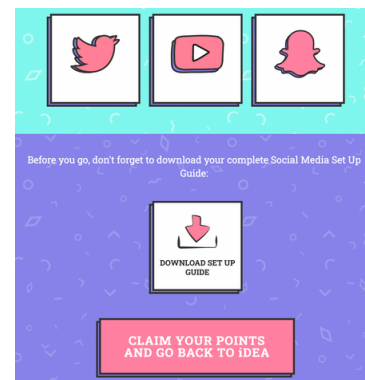 Before you go, don't forget to download your complete Social Media Set Up
Guide:
DOWNLOAD SET UP
GUIDE
CLAIM YOUR POINTS
AND GO BACK TO iDEA